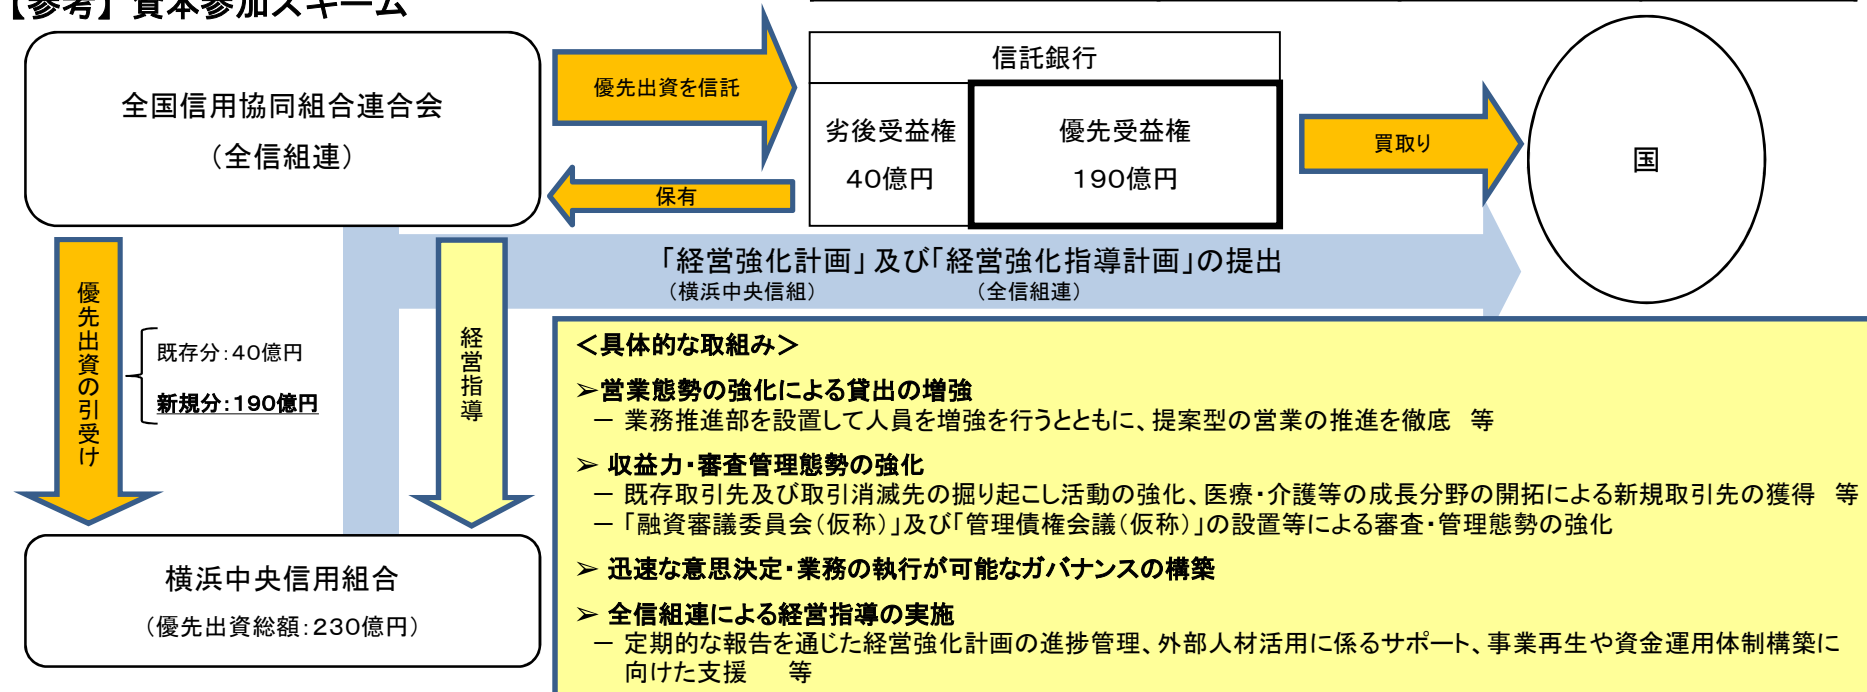 【参考】資本参加スキーム
全国信用協同組合連合会
（全信組連）
優先出資を信託
保有
信託銀行
劣後受益権
40億円
優先受益権
190億円
買取り
国
「経営強化計画」及び「経営強化指導計画」の提出
（横浜中央信組）
（全信組連）
優先出資の引受け
既存分：40億円
新規分：190億円
経営指導
横浜中央信用組合
（優先出資総額：230億円）
＜具体的な取組み＞
➢営業態勢の強化による貸出の増強
－ 業務推進部を設置して人員を増強を行うとともに、提案型の営業の推進を徹底　等
➢ 収益力・審査管理態勢の強化
－ 既存取引先及び取引消滅先の掘り起こし活動の強化、医療・介護等の成長分野の開拓による新規取引先の獲得　等
－ 「融資審議委員会（仮称）」及び「管理債権会議（仮称）」の設置等による審査・管理態勢の強化
➢ 迅速な意思決定・業務の執行が可能なガバナンスの構築
➢ 全信組連による経営指導の実施
－ 定期的な報告を通じた経営強化計画の進捗管理、外部人材活用に係るサポート、事業再生や資金運用体制構築に
向けた支援　　等